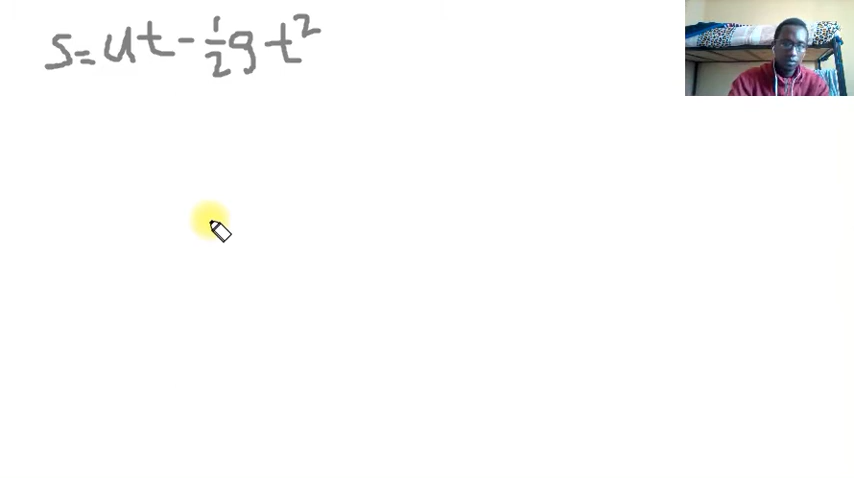 s = ut - 1/2 gt²